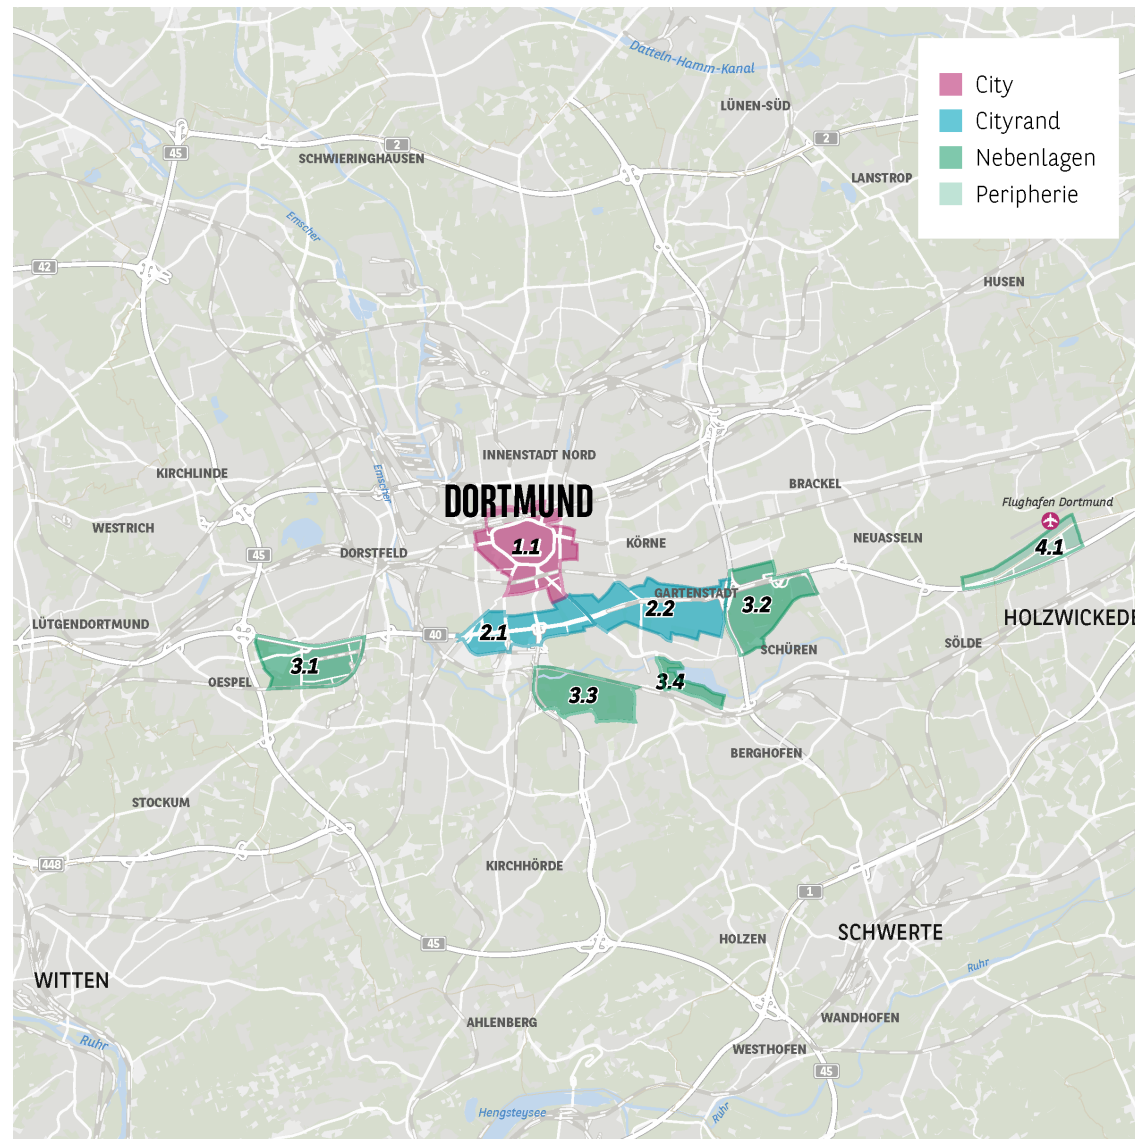 Datteln-Hamm-Kanal
City
LÜNEN-SÜD
Cityrand
2
2
45
SCHWIERINGHAUSEN
Nebenlagen
LANSTROP
Peripherie
Emscher
42
HUSEN
INNENSTADT NORD
KIRCHLINDE
Emscher
BRACKEL
DORTMUND
Flughafen Dortmund
WESTRICH
1.1
KÖRNE
NEUASSELN
4.1
45
DORSTFELD
GARTENSTADT
2.2
3.2
HOLZWICKEDE
LÜTGENDORTMUND
40
2.1
SÖLDE
SCHÜREN
3.1
OESPEL
3.4
3.3
BERGHOFEN
STOCKUM
448
KIRCHHÖRDE
1
45
HOLZEN
SCHWERTE
Ruhr
WITTEN
AHLENBERG
WANDHOFEN
Ruhr
WESTHOFEN
45
Hengsteysee
Ruhr